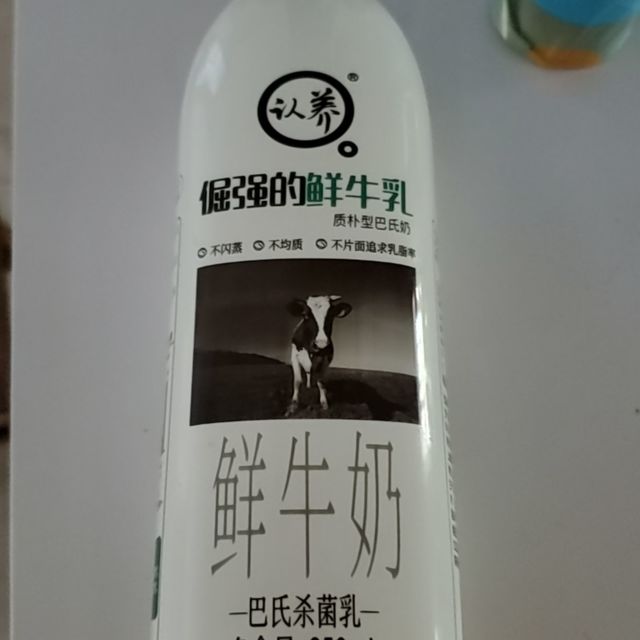 认养®
倔强的鲜牛乳
质朴型巴氏奶
不闪蒸 不均质 不片面追求乳脂率
鲜牛奶
—巴氏杀菌乳—